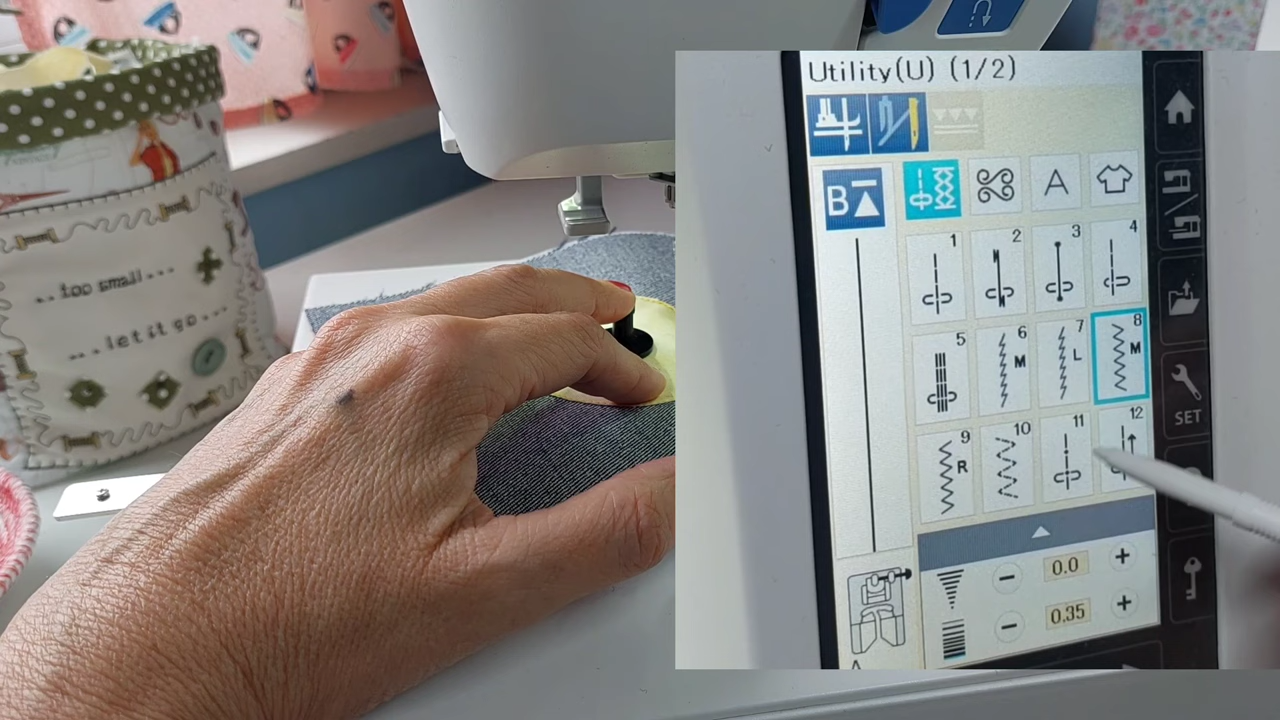 Utility(U) (1/2)
B
A
1
2
3
4
5
6
M
7
L
8
M
9
R
10
11
12
SET
0.0
0.35
A
..too small...
...let it go...